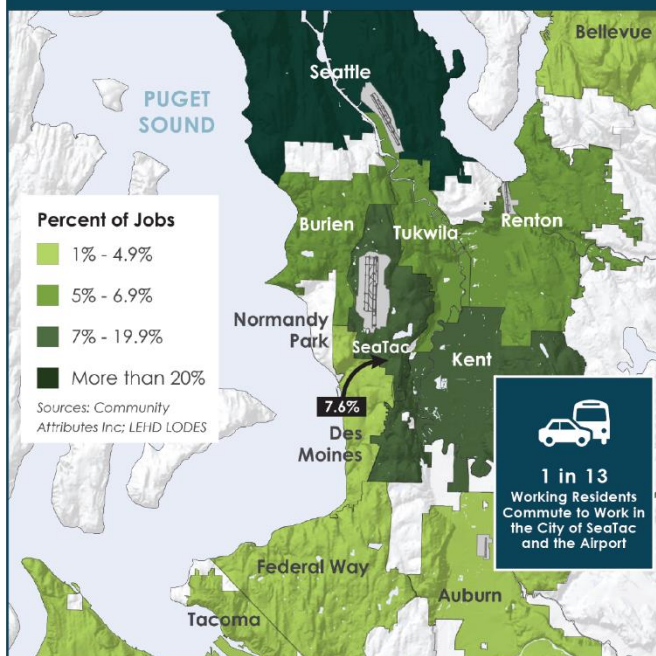 Bellevue
Seattle
PUGET
SOUND
Percent of Jobs
1% - 4.9%
5% - 6.9%
7% - 19.9%
More than 20%
Sources: Community
Attributes Inc; LEHD LODES
Burien
Tukwila
Renton
Normandy
Park
SeaTac
Kent
7.6%
Des
Moines
1 in 13
Working Residents
Commute to Work in
the City of SeaTac
and the Airport
Federal Way
Auburn
Tacoma